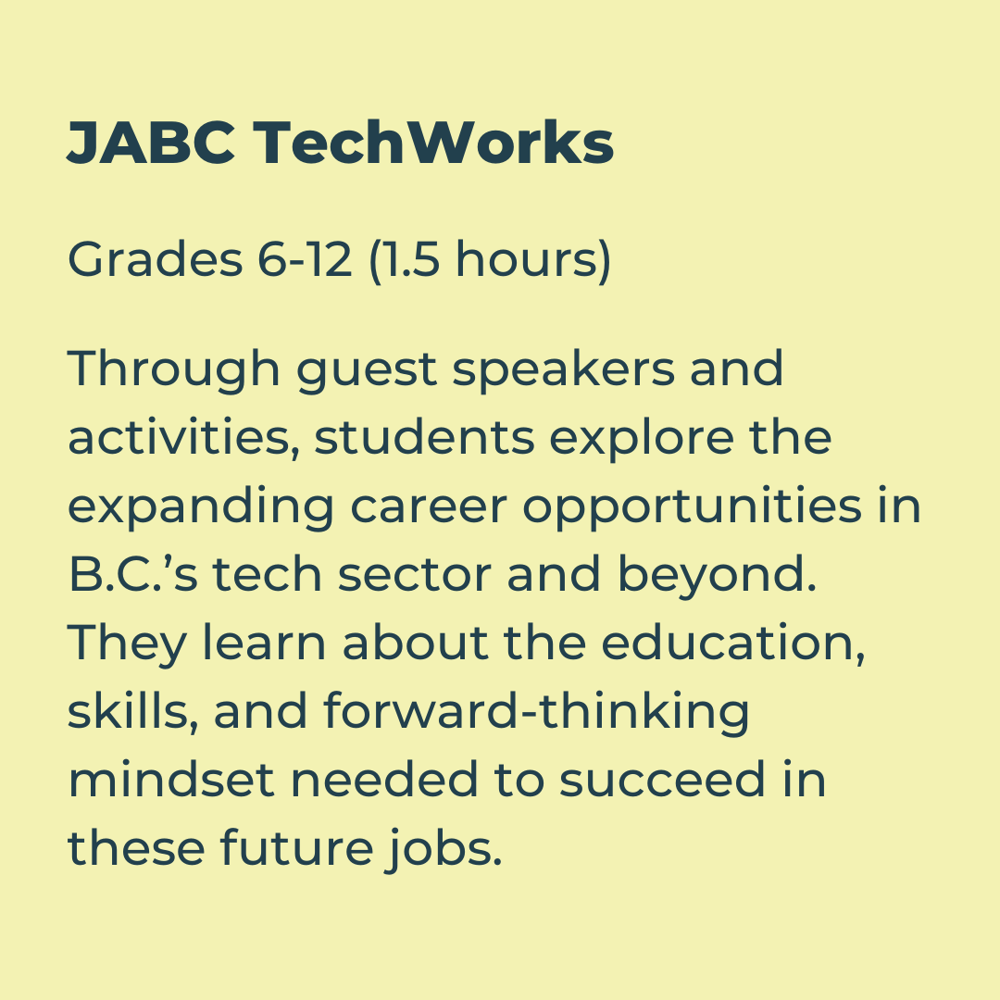 JABC TechWorks
Grades 6-12 (1.5 hours)
Through guest speakers and
activities, students explore the
expanding career opportunities in
B.C.’s tech sector and beyond.
They learn about the education,
skills, and forward-thinking
mindset needed to succeed in
these future jobs.